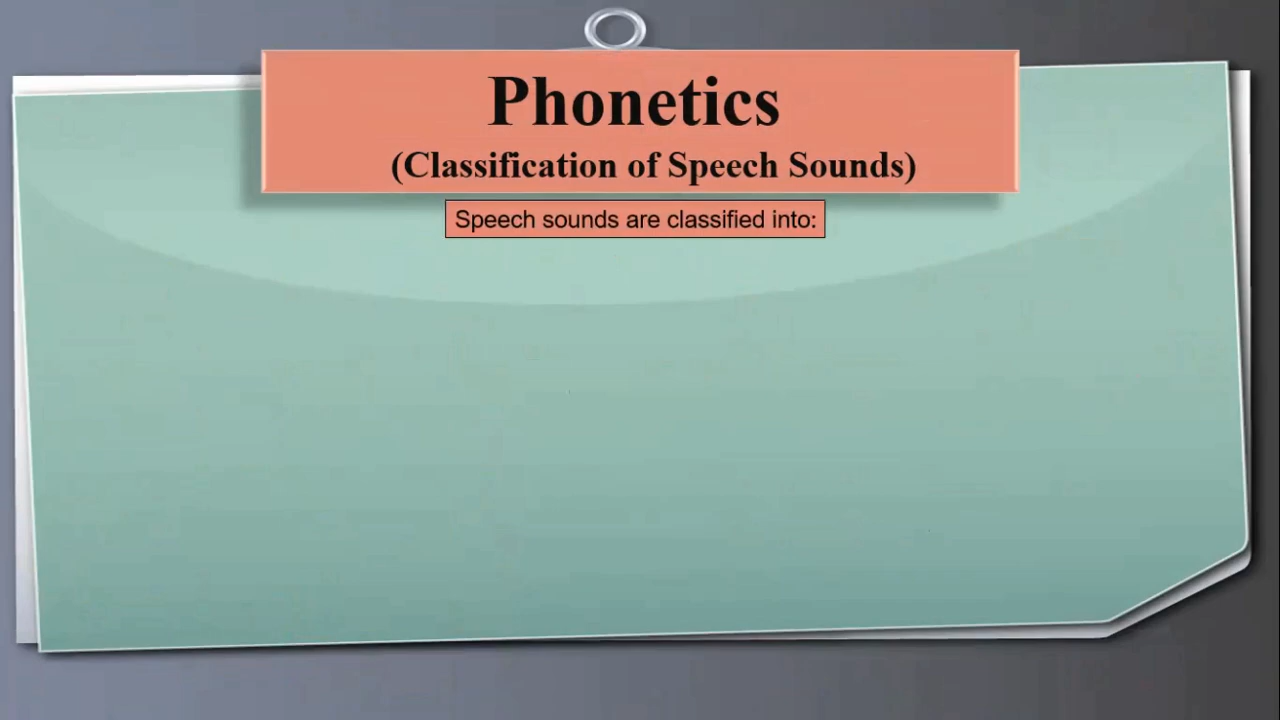 Phonetics
(Classification of Speech Sounds)
Speech sounds are classified into: